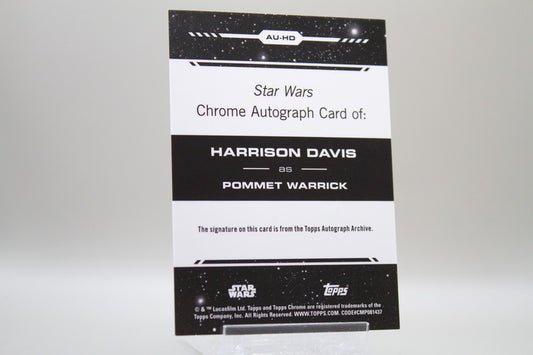 AU-HD
Star Wars
Chrome Autograph Card of:
HARRISON DAVIS
as
POMMET WARRICK
The signature on this card is from the Topps Autograph Archive.
STAR WARS
Topps
© & ™ Lucasfilm Ltd. Topps and Topps Chrome are registered trademarks of the
Topps Company, Inc. All Rights Reserved. WWW.TOPPS.COM. CODE#CMP081437